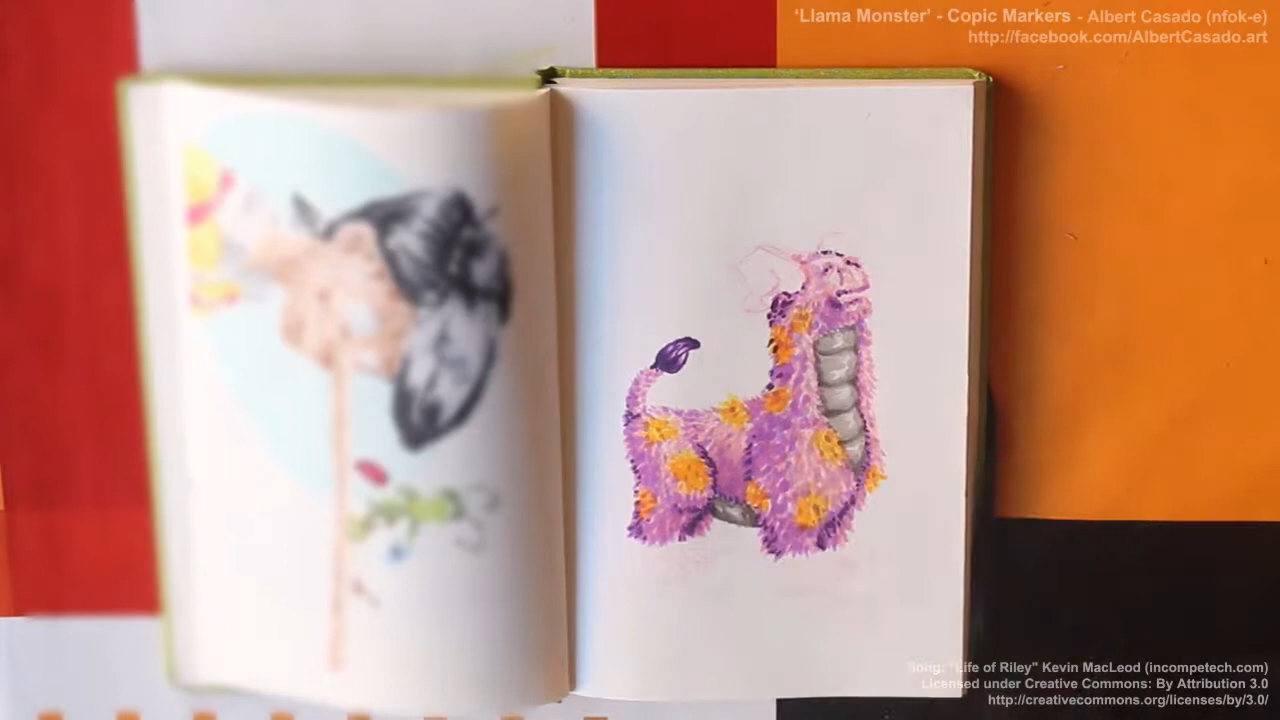 ‘Llama Monster’ - Copic Markers - Albert Casado (nfok-e)
http://facebook.com/AlbertCasado.art
Song: "Life of Riley" Kevin MacLeod (incompetech.com)
Licensed under Creative Commons: By Attribution 3.0
http://creativecommons.org/licenses/by/3.0/